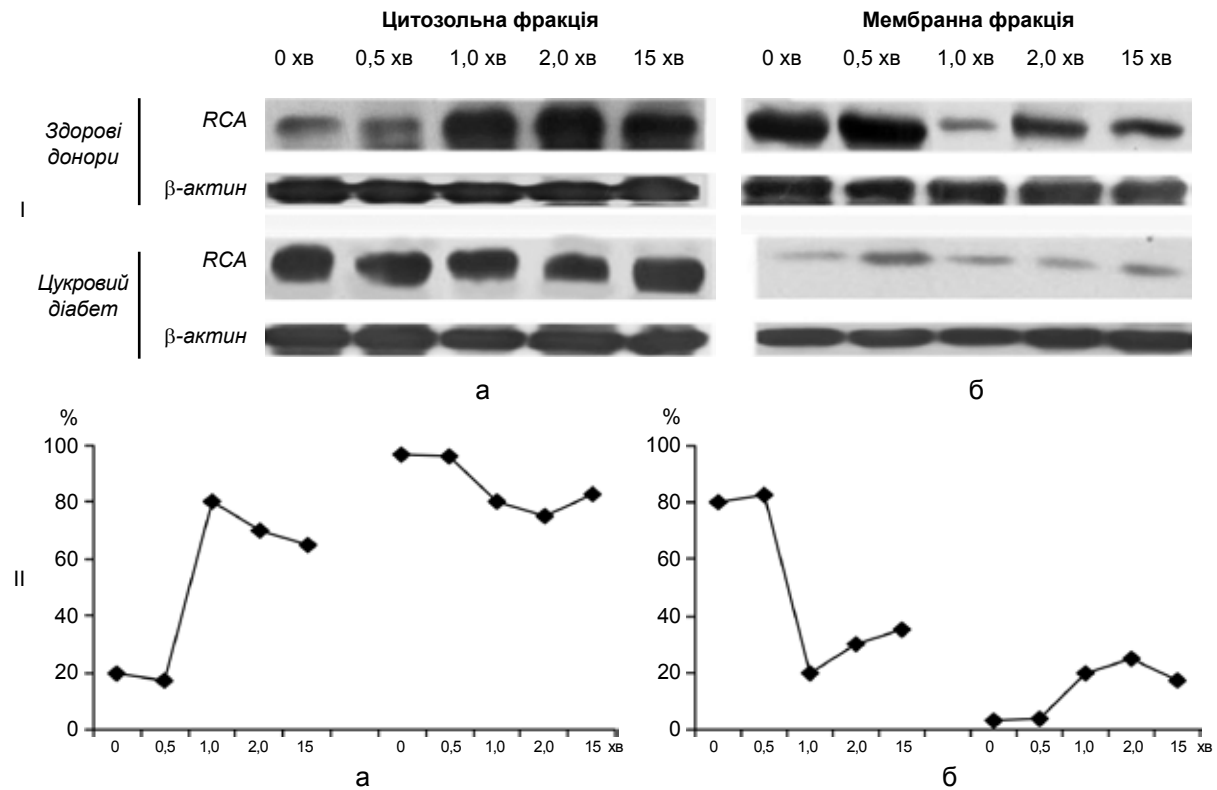 Цитозольна фракція Мембранна фракція
0 хв 0,5 хв 1,0 хв 2,0 хв 15 хв 0 хв 0,5 хв 1,0 хв 2,0 хв 15 хв
Здорові
донори
RCA
β-актин
I
Цукровий
діабет
RCA
β-актин
а б
%
100
80
60
40
20
0
0 0,5 1,0 2,0 15 0 0,5 1,0 2,0 15 хв
II
а
%
100
80
60
40
20
0
0 0,5 1,0 2,0 15 0 0,5 1,0 2,0 15 хв
б